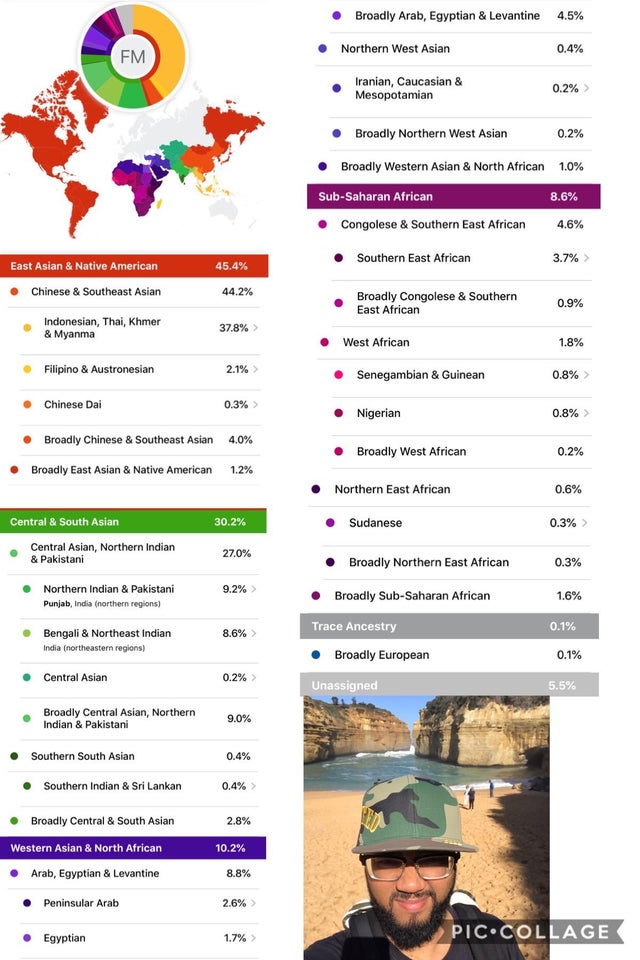 FM
East Asian & Native American 45.4%
Chinese & Southeast Asian 44.2%
Indonesian, Thai, Khmer
& Myanma 37.8%
Filipino & Austronesian 2.1%
Chinese Dai 0.3%
Broadly Chinese & Southeast Asian 4.0%
Broadly East Asian & Native American 1.2%
Central & South Asian 30.2%
Central Asian, Northern Indian
& Pakistani 27.0%
Northern Indian & Pakistani 9.2%
Punjab, India (northern regions)
Bengali & Northeast Indian 8.6%
India (northeastern regions)
Central Asian 0.2%
Broadly Central Asian, Northern
Indian & Pakistani 9.0%
Southern South Asian 0.4%
Southern Indian & Sri Lankan 0.4%
Broadly Central & South Asian 2.8%
Western Asian & North African 10.2%
Arab, Egyptian & Levantine 8.8%
Peninsular Arab 2.6%
Egyptian 1.7%
Broadly Arab, Egyptian & Levantine 4.5%
Northern West Asian 0.4%
Iranian, Caucasian &
Mesopotamian 0.2%
Broadly Northern West Asian 0.2%
Broadly Western Asian & North African 1.0%
Sub-Saharan African 8.6%
Congolese & Southern East African 4.6%
Southern East African 3.7%
Broadly Congolese & Southern
East African 0.9%
West African 1.8%
Senegambian & Guinean 0.8%
Nigerian 0.8%
Broadly West African 0.2%
Northern East African 0.6%
Sudanese 0.3%
Broadly Northern East African 0.3%
Broadly Sub-Saharan African 1.6%
Trace Ancestry 0.1%
Broadly European 0.1%
Unassigned 5.5%
PIC•COLLAGE